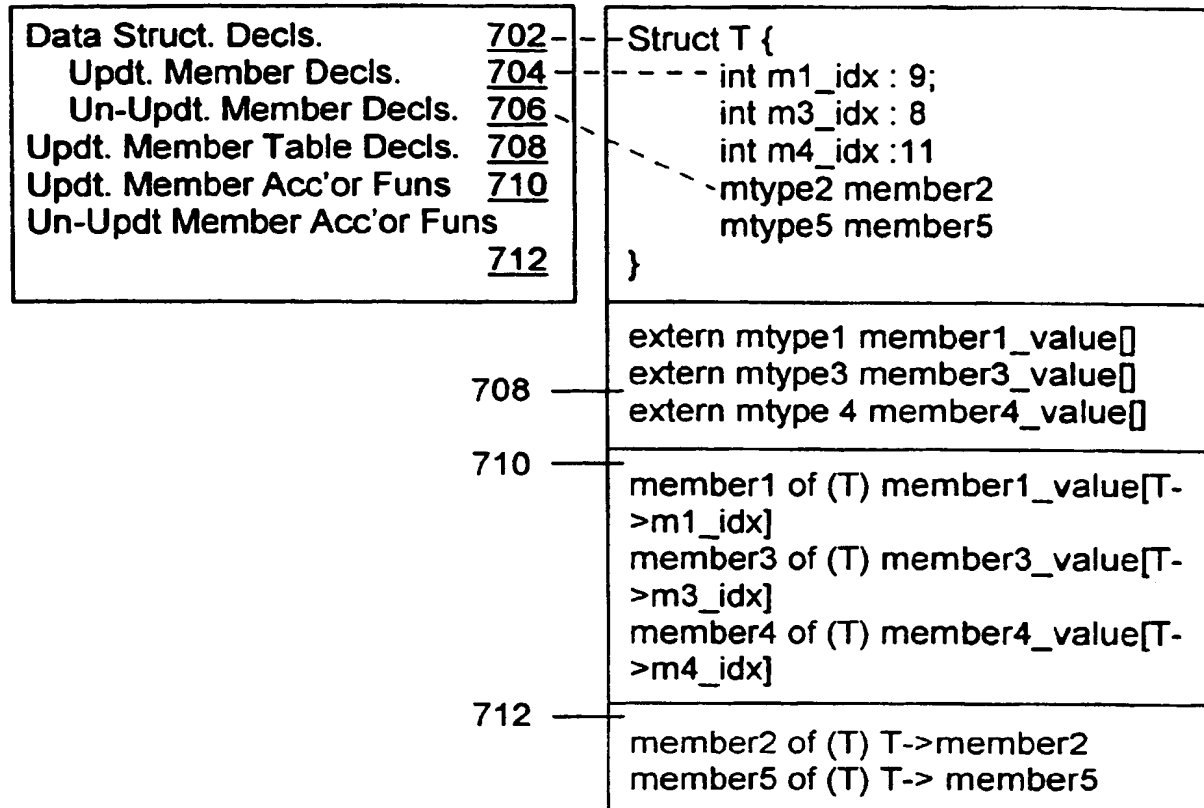 Data Struct. Decls. 702
Updt. Member Decls. 704
Un-Updt. Member Decls. 706
Updt. Member Table Decls. 708
Updt. Member Acc'or Funs 710
Un-Updt Member Acc'or Funs
712
Struct T {
int m1_idx : 9;
int m3_idx : 8
int m4_idx :11
mtype2 member2
mtype5 member5
}
708
extern mtype1 member1_value[]
extern mtype3 member3_value[]
extern mtype 4 member4_value[]
710
member1 of (T) member1_value[T-
>m1_idx]
member3 of (T) member3_value[T-
>m3_idx]
member4 of (T) member4_value[T-
>m4_idx]
712
member2 of (T) T->member2
member5 of (T) T-> member5